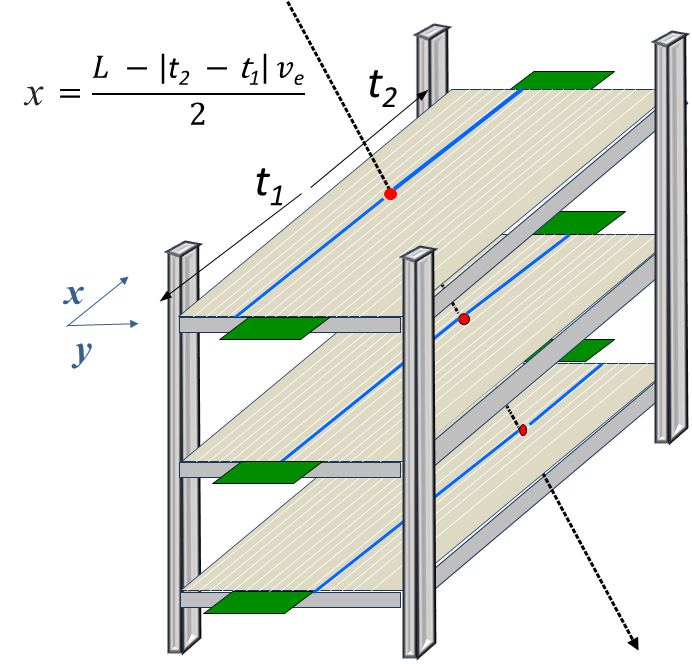 x = (L − |t₂ − t₁| vₑ) / 2
t₂
t₁
x
y